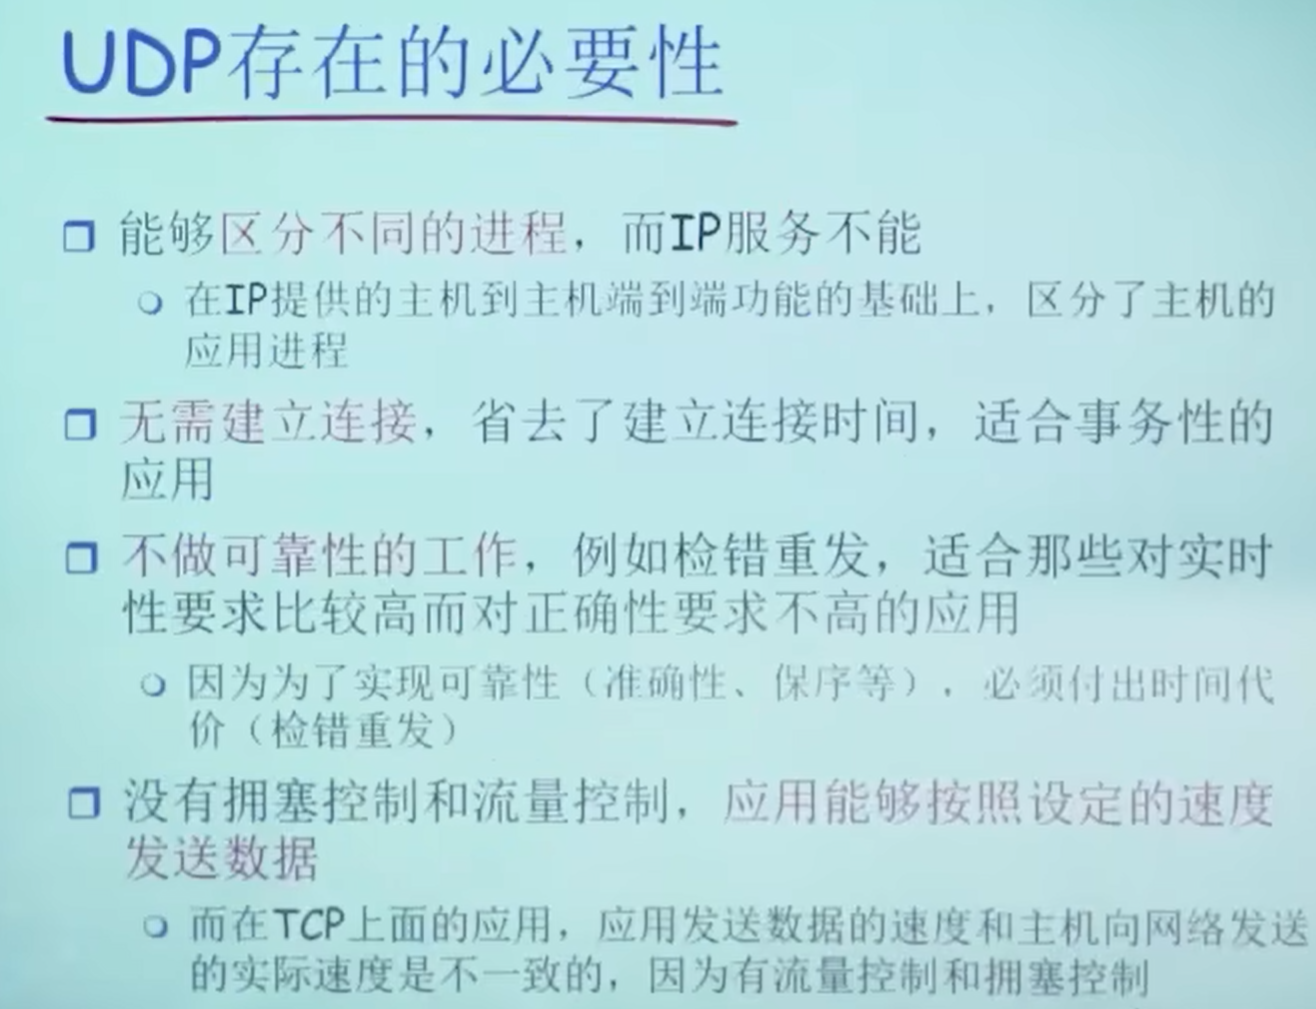 UDP存在的必要性
能够区分不同的进程，而IP服务不能
在IP提供的主机到主机端到端功能的基础上，区分了主机的
应用进程
无需建立连接，省去了建立连接时间，适合事务性的
应用
不做可靠性的工作，例如检错重发，适合那些对实时
性要求比较高而对正确性要求不高的应用
因为为了实现可靠性（准确性、保序等），必须付出时间代
价（检错重发）
没有拥塞控制和流量控制，应用能够按照设定的速度
发送数据
而在TCP上面的应用，应用发送数据的速度和主机向网络发送
的实际速度是不一致的，因为有流量控制和拥塞控制